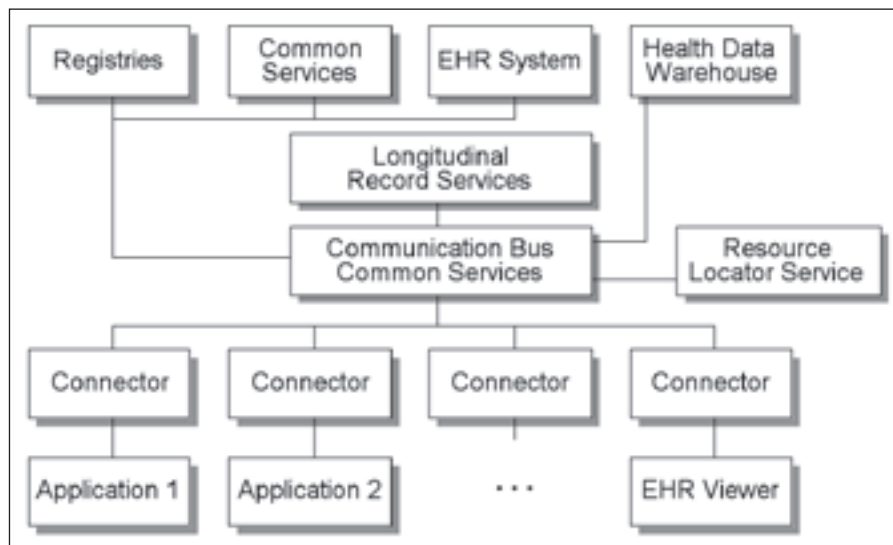 Registries
Common
Services
EHR System
Health Data
Warehouse
Longitudinal
Record Services
Communication Bus
Common Services
Resource
Locator Service
Connector
Connector
Connector
Connector
Application 1
Application 2
...
EHR Viewer